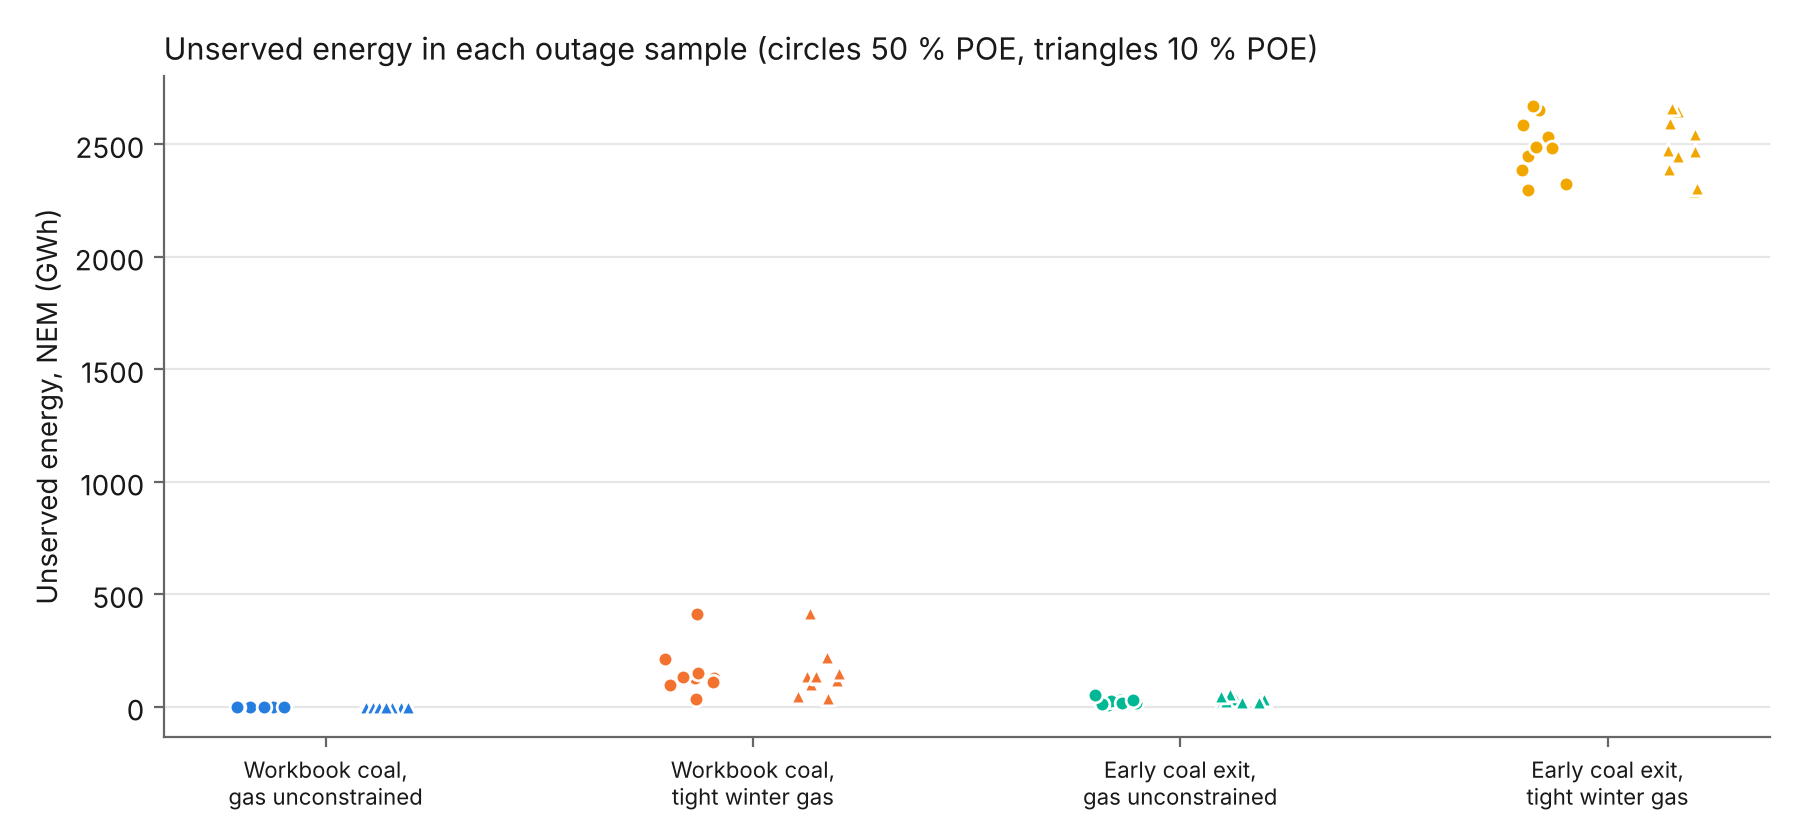 Unserved energy in each outage sample (circles 50 % POE, triangles 10 % POE)
Unserved energy, NEM (GWh)
2500
2000
1500
1000
500
0
Workbook coal,
gas unconstrained
Workbook coal,
tight winter gas
Early coal exit,
gas unconstrained
Early coal exit,
tight winter gas